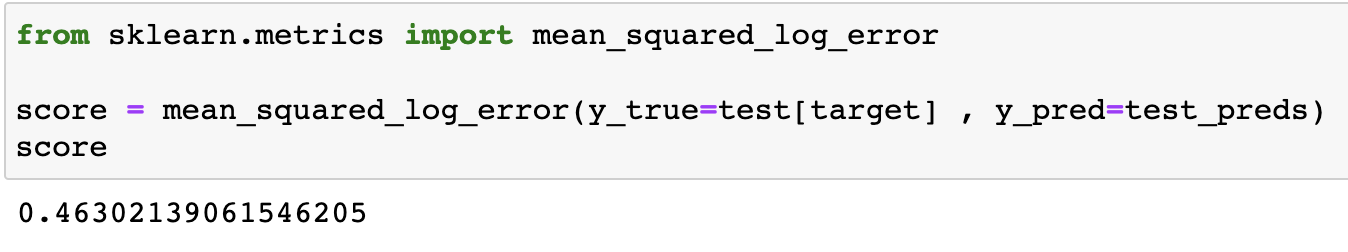 from sklearn.metrics import mean_squared_log_error
score = mean_squared_log_error(y_true=test[target] , y_pred=test_preds)
score
0.46302139061546205